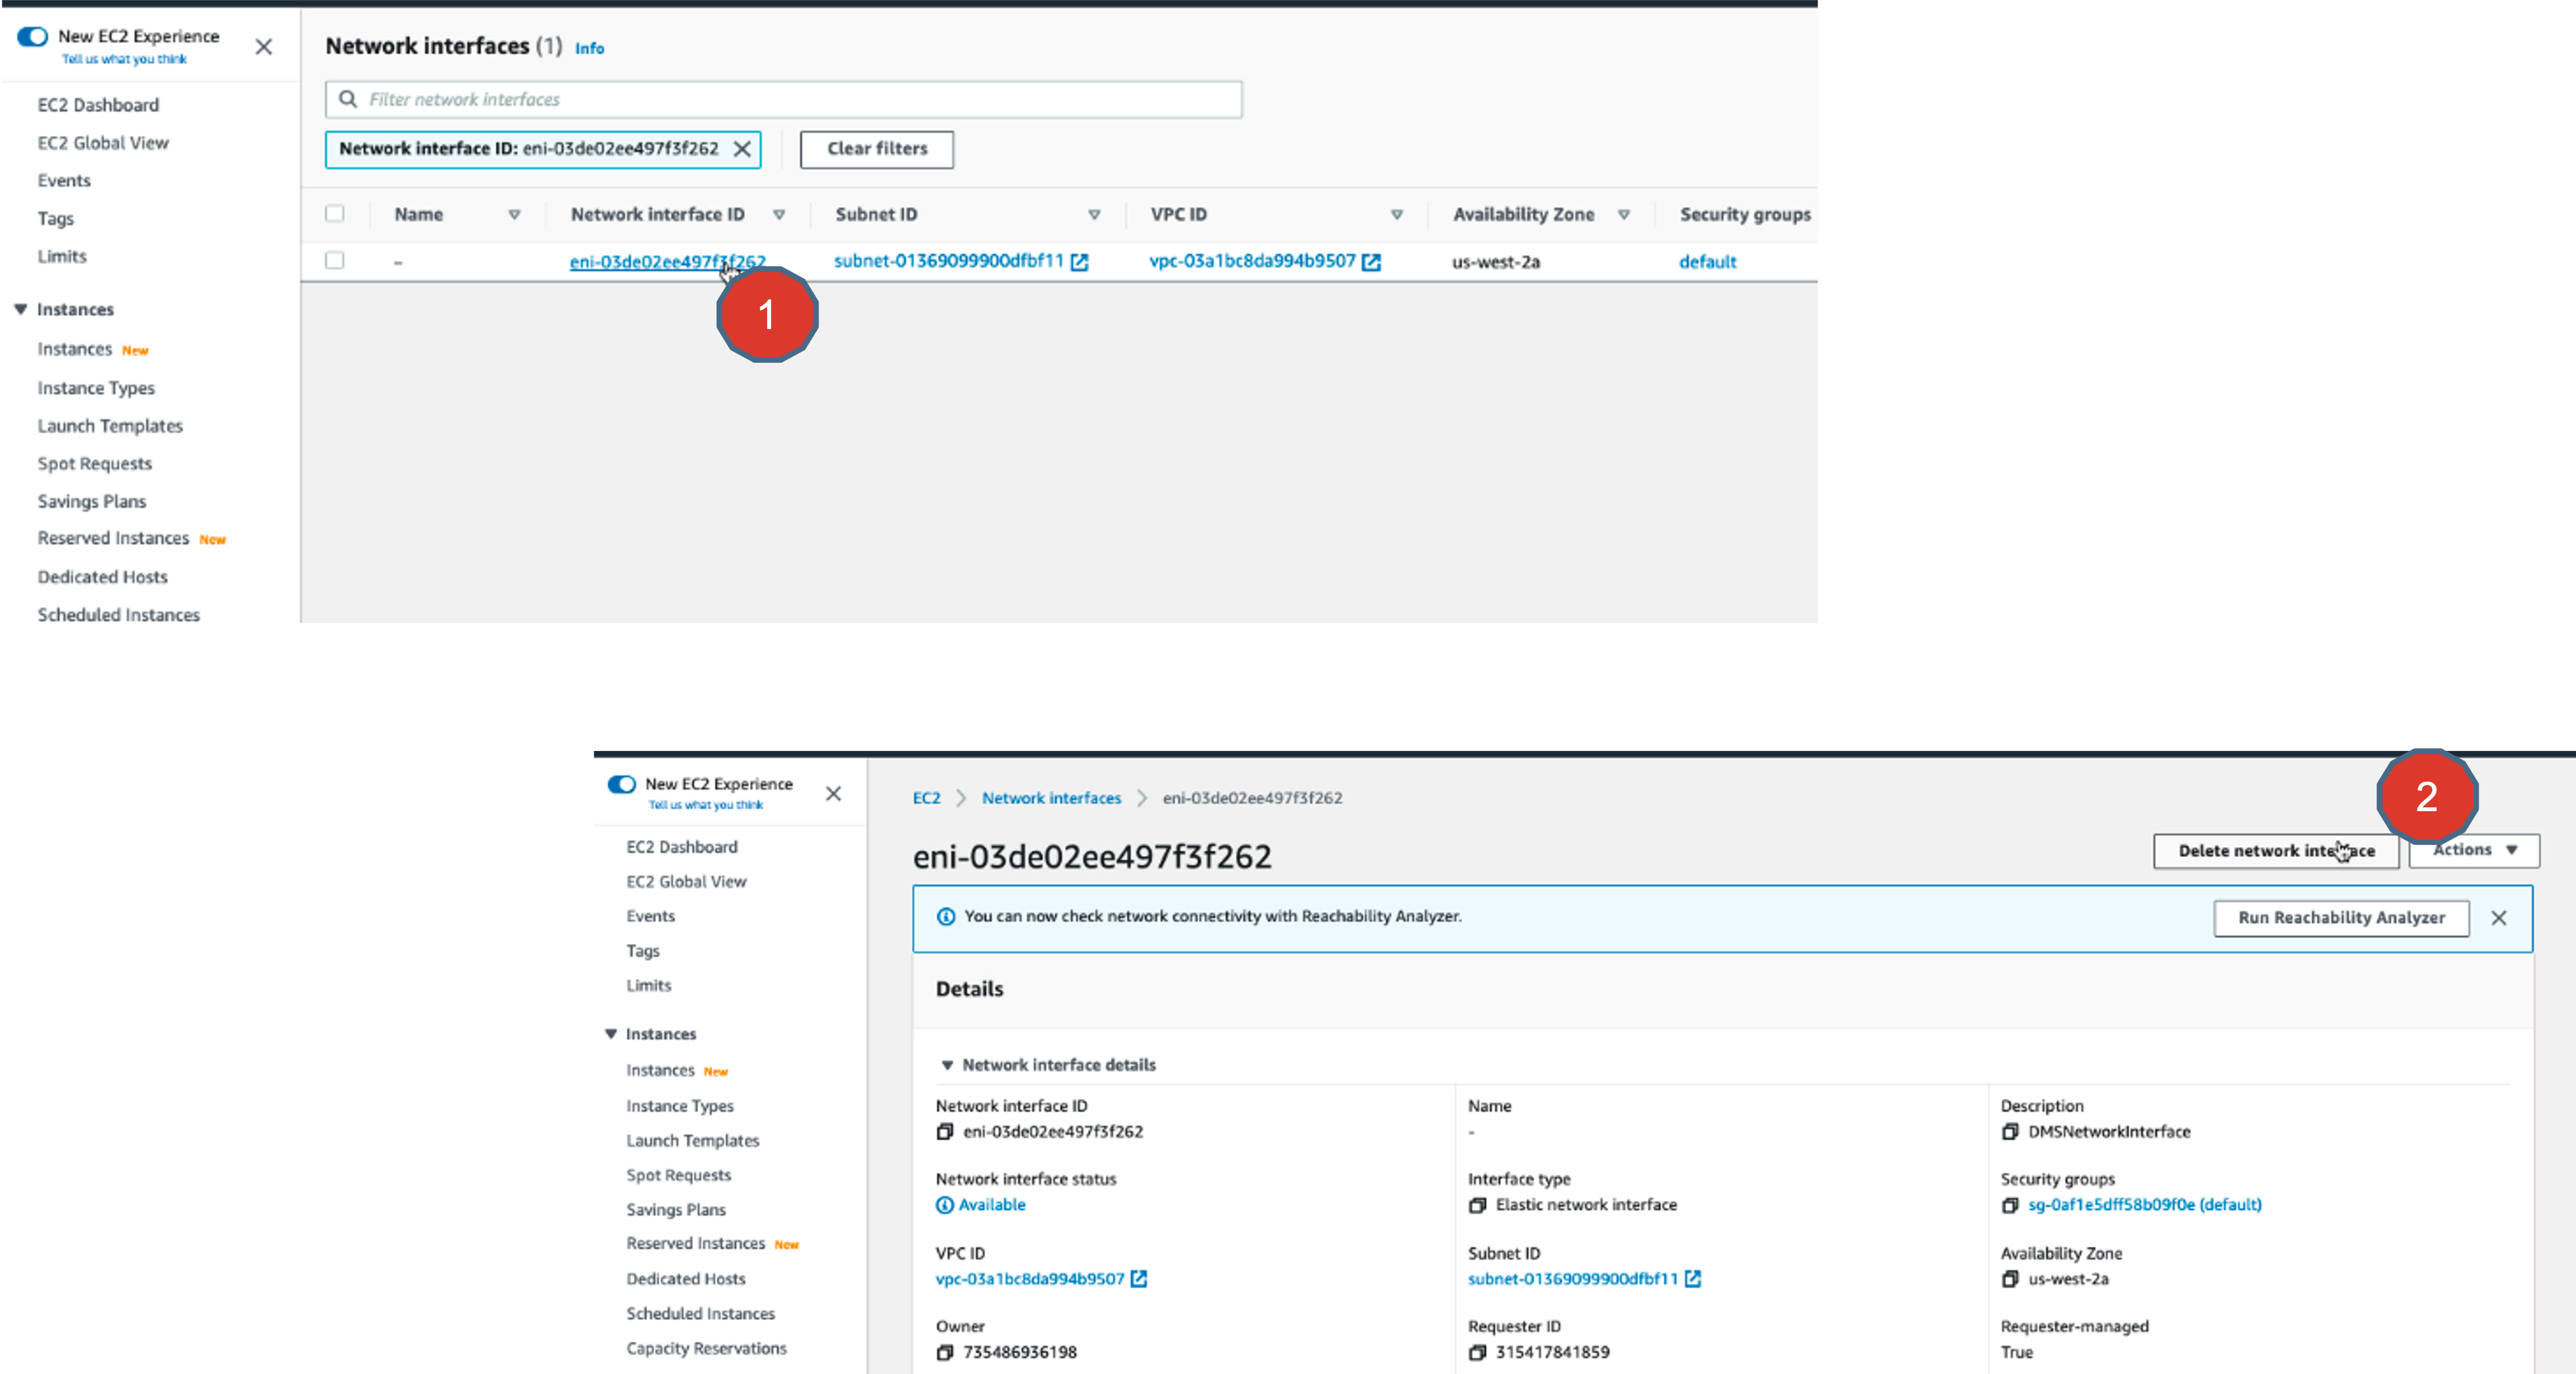 New EC2 Experience
Tell us what you think
EC2 Dashboard
EC2 Global View
Events
Tags
Limits
Instances
Instances New
Instance Types
Launch Templates
Spot Requests
Savings Plans
Reserved Instances New
Dedicated Hosts
Scheduled Instances
Network interfaces (1) Info
Filter network interfaces
Network interface ID: eni-03de02ee497f3f262 Clear filters
Name Network interface ID Subnet ID VPC ID Availability Zone Security groups
– eni-03de02ee497f3f262 subnet-01369099900dfbf11 vpc-03a1bc8da994b9507 us-west-2a default
1
New EC2 Experience
Tell us what you think
EC2 Dashboard
EC2 Global View
Events
Tags
Limits
Instances
Instances New
Instance Types
Launch Templates
Spot Requests
Savings Plans
Reserved Instances New
Dedicated Hosts
Scheduled Instances
Capacity Reservations
2
EC2 > Network interfaces > eni-03de02ee497f3f262
eni-03de02ee497f3f262 Delete network interface Actions
You can now check network connectivity with Reachability Analyzer. Run Reachability Analyzer
Details
Network interface details
Network interface ID Name Description
eni-03de02ee497f3f262 - DMSNetworkInterface
Network interface status Interface type Security groups
Available Elastic network interface sg-0af1e5dff58b09f0e (default)
VPC ID Subnet ID Availability Zone
vpc-03a1bc8da994b9507 subnet-01369099900dfbf11 us-west-2a
Owner Requester ID Requester-managed
735486936198 315417841859 True